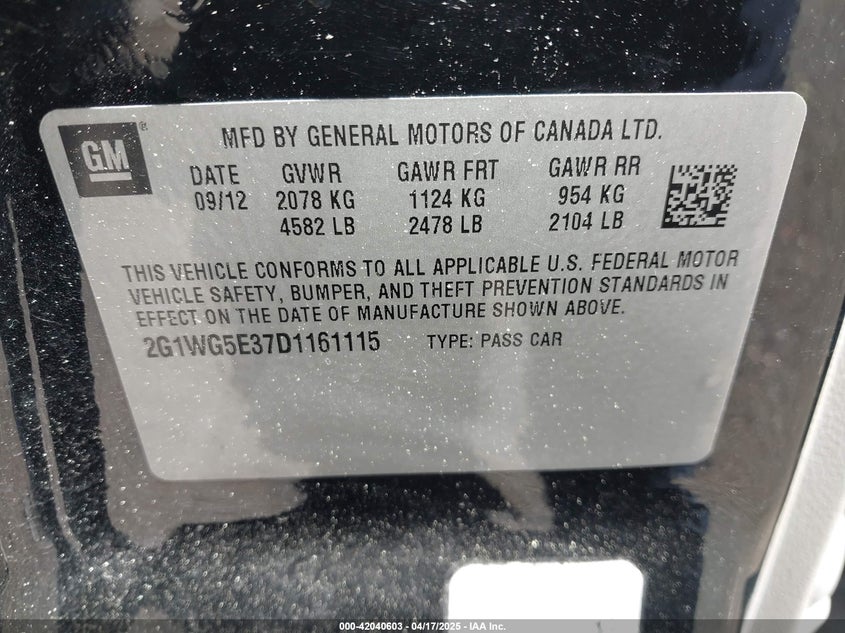 GM®
MFD BY GENERAL MOTORS OF CANADA LTD.
DATE GVWR GAWR FRT GAWR RR
09/12 2078 KG 1124 KG 954 KG
4582 LB 2478 LB 2104 LB
THIS VEHICLE CONFORMS TO ALL APPLICABLE U.S. FEDERAL MOTOR
VEHICLE SAFETY, BUMPER, AND THEFT PREVENTION STANDARDS IN
EFFECT ON THE DATE OF MANUFACTURE SHOWN ABOVE.
2G1WG5E37D1161115 TYPE: PASS CAR
000-42040603 - 04/17/2025 - IAA Inc.